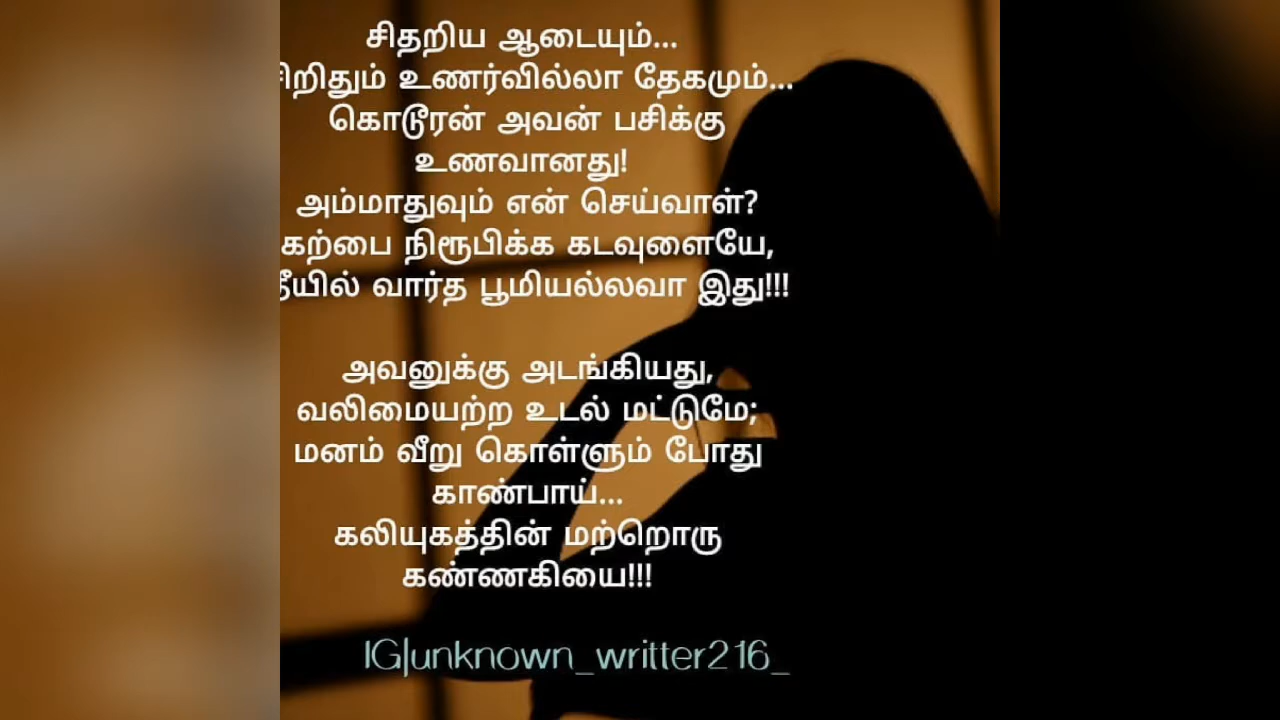 சிதறிய ஆடையும்...
உணர்வில்லா தேகமும்...
கொடூரன் அவன் பசிக்கு
உணவானது!
அம்மாதுவும் என் செய்வாள்?
கற்பை நிரூபிக்க கடவுளையே,
வார்த பூமியல்லவா இது!!!
அவனுக்கு அடங்கியது,
வலிமையற்ற உடல் மட்டுமே;
மனம் வீறு கொள்ளும் போது
காண்பாய்...
கலியுகத்தின் மற்றொரு
கண்ணகியை!!!
IG|unknown_writter216_